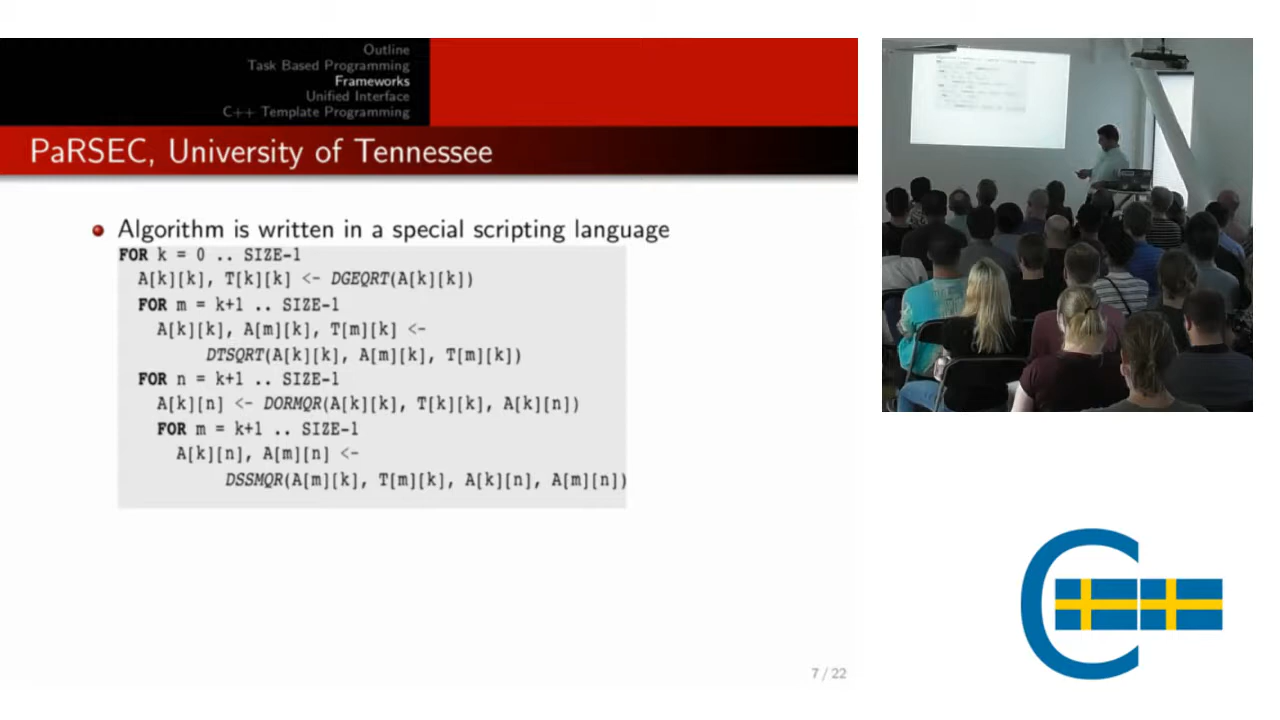 Outline
Task Based Programming
Frameworks
Unified Interface
C++ Template Programming
PaRSEC, University of Tennessee
Algorithm is written in a special scripting language
FOR k = 0 .. SIZE-1
A[k][k], T[k][k] <- DGEQRT(A[k][k])
FOR m = k+1 .. SIZE-1
A[k][k], A[m][k], T[m][k] <-
DTSQRT(A[k][k], A[m][k], T[m][k])
FOR n = k+1 .. SIZE-1
A[k][n] <- DORMQR(A[k][k], T[k][k], A[k][n])
FOR m = k+1 .. SIZE-1
A[k][n], A[m][n] <-
DSSMQR(A[m][k], T[m][k], A[k][n], A[m][n])
7 / 22
C++